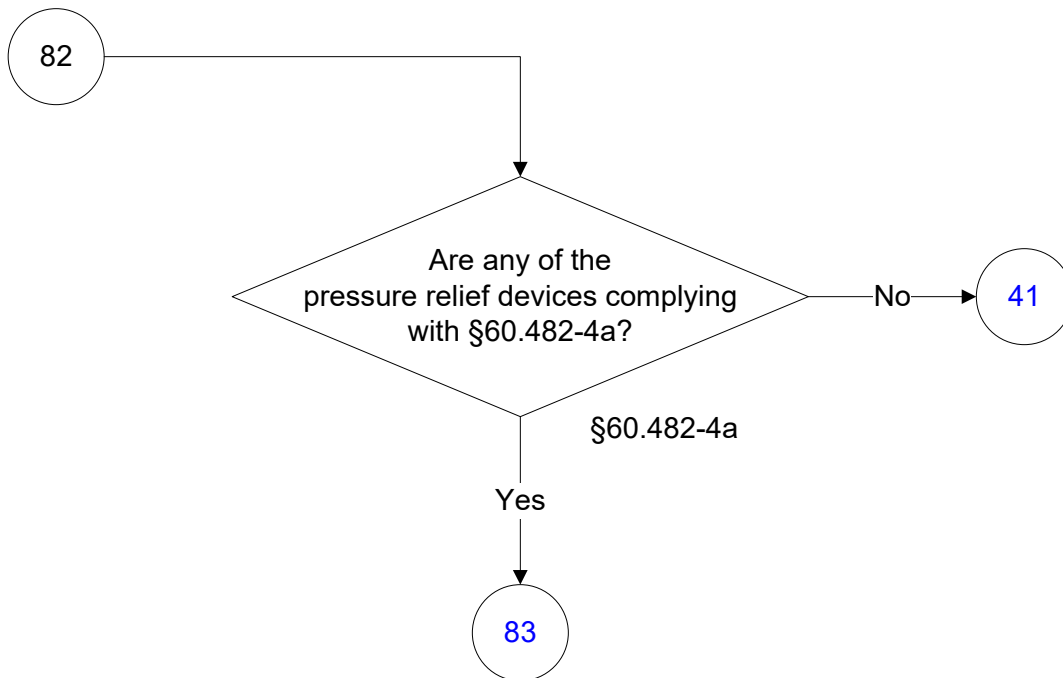 82
Are any of the
pressure relief devices complying
with §60.482-4a?
No
41
§60.482-4a
Yes
83